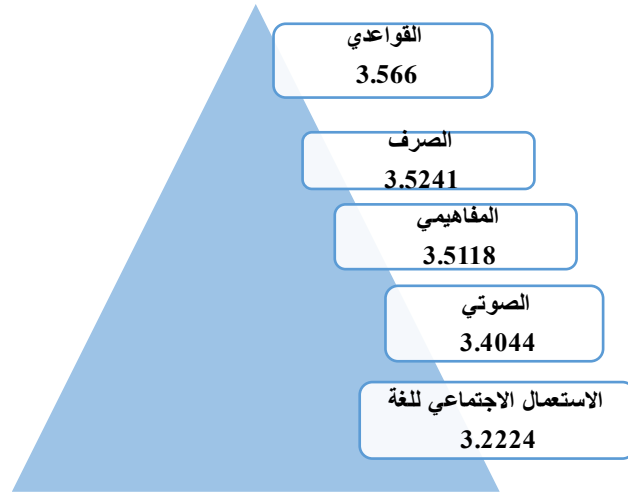 القواعدي
3.566
الصرف
3.5241
المفاهيمي
3.5118
الصوتي
3.4044
الاستعمال الاجتماعي للغة
3.2224